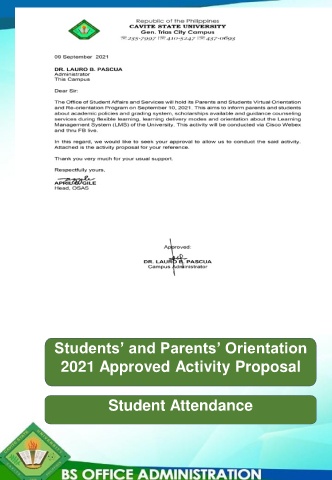 Republic of the Philippines
CAVITE STATE UNIVERSITY
Gen. Trias City Campus
☏ 235-7997 ☏ 410-5247 ☏ 437-0693
09 September 2021
DR. LAURO B. PASCUA
Administrator
This Campus
Dear Sir:
The Office of Student Affairs and Services will hold its Parents and Students Virtual Orientation
and Re-orientation Program on September 10, 2021. This aims to inform parents and students
about academic policies and grading system, scholarships available and guidance counseling
services during flexible learning, learning delivery modes and orientation about the Learning
Management System (LMS) of the University. This activity will be conducted via Cisco Webex
and thru FB live.
In this regard, we would like to seek your approval to allow us to conduct the said activity.
Attached is the activity proposal for your reference.
Thank you very much for your usual support.
Respectfully yours,
Head, OSAS
Approved:
DR. LAURO B. PASCUA
Campus Administrator
Students’ and Parents’ Orientation
2021 Approved Activity Proposal
Student Attendance
BS OFFICE ADMINISTRATION